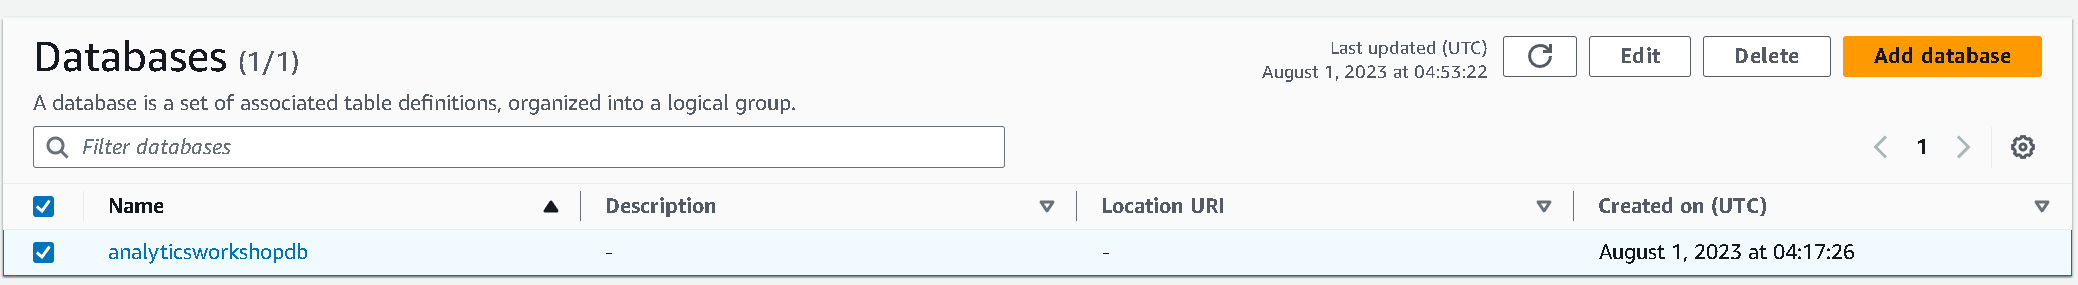 Databases (1/1)
Last updated (UTC)
August 1, 2023 at 04:53:22
Edit
Delete
Add database
A database is a set of associated table definitions, organized into a logical group.
Filter databases
1
Name
Description
Location URI
Created on (UTC)
analyticsworkshopdb
-
-
August 1, 2023 at 04:17:26